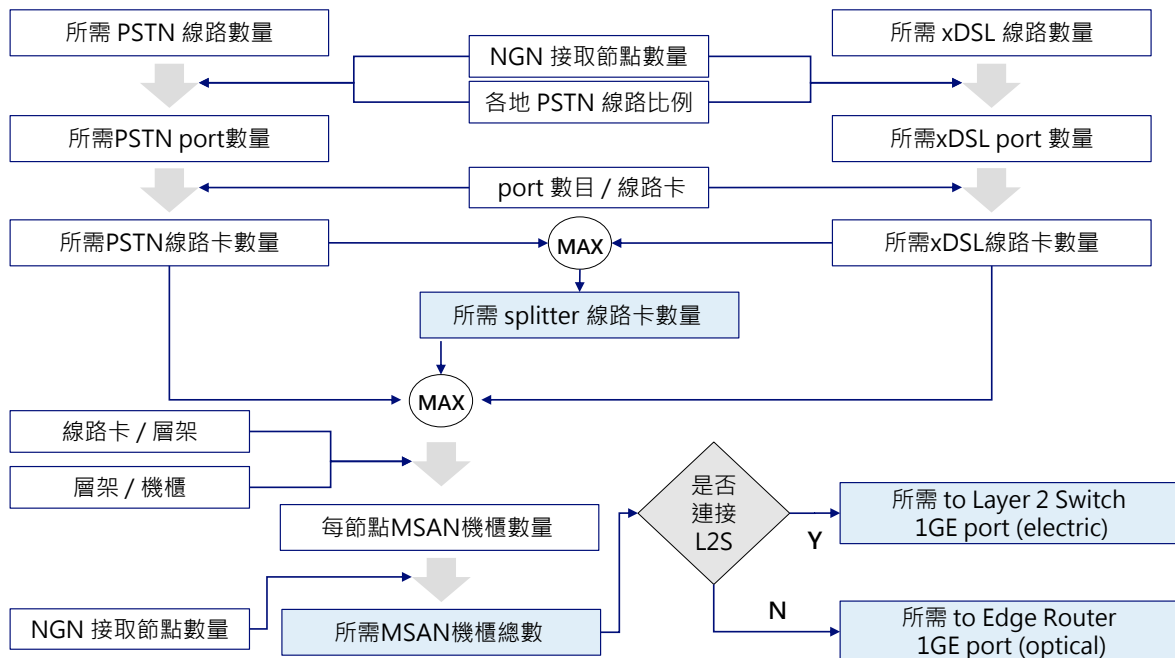 所需 PSTN 線路數量
NGN 接取節點數量
所需 xDSL 線路數量
各地 PSTN 線路比例
所需PSTN port數量
所需xDSL port 數量
port 數目 / 線路卡
所需PSTN線路卡數量
MAX
所需xDSL線路卡數量
所需 splitter 線路卡數量
MAX
線路卡 / 層架
層架 / 機櫃
是否
連接
L2S
所需 to Layer 2 Switch
1GE port (electric)
Y
每節點MSAN機櫃數量
N
NGN 接取節點數量
所需MSAN機櫃總數
所需 to Edge Router
1GE port (optical)